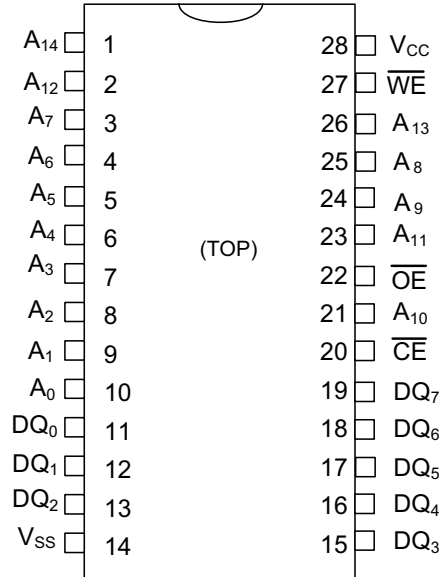 A14 1 28 VCC
A12 2 27 WE
A7 3 26 A13
A6 4 25 A8
A5 5 24 A9
A4 6 23 A11
(TOP)
A3 7 22 OE
A2 8 21 A10
A1 9 20 CE
A0 10 19 DQ7
DQ0 11 18 DQ6
DQ1 12 17 DQ5
DQ2 13 16 DQ4
VSS 14 15 DQ3